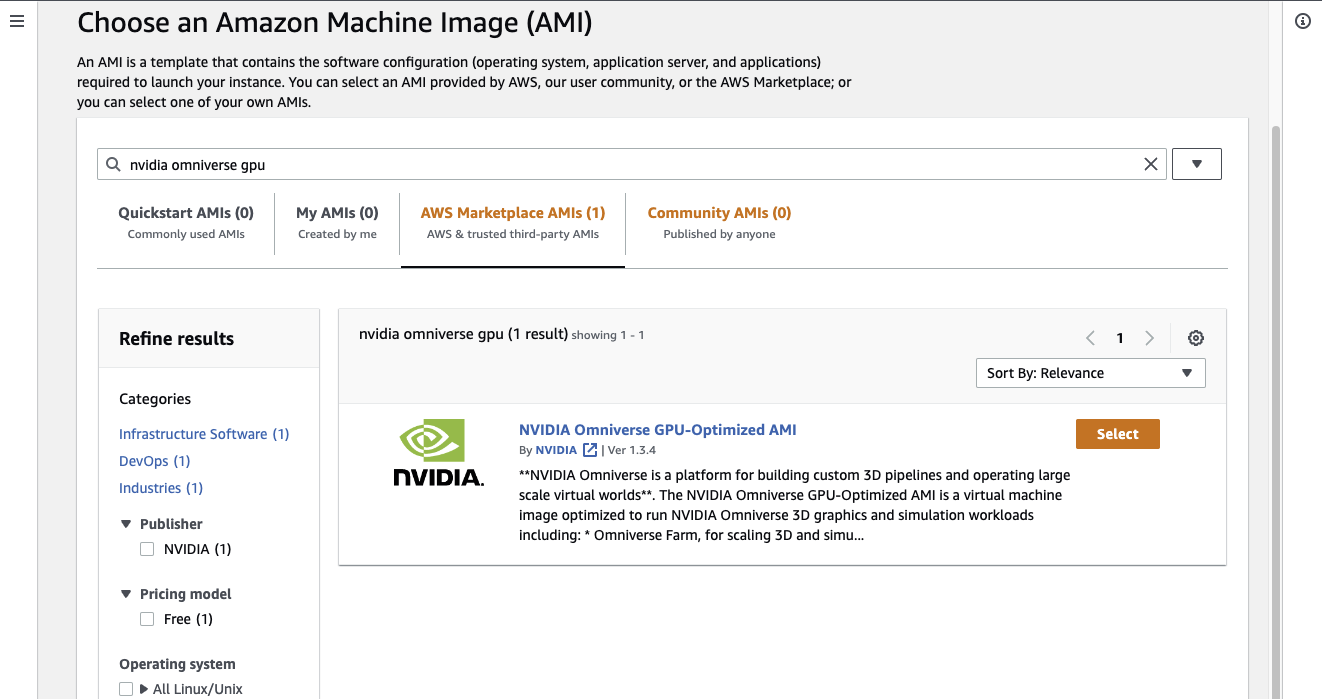 Choose an Amazon Machine Image (AMI)
An AMI is a template that contains the software configuration (operating system, application server, and applications)
required to launch your instance. You can select an AMI provided by AWS, our user community, or the AWS Marketplace; or
you can select one of your own AMIs.
nvidia omniverse gpu
Quickstart AMIs (0)
Commonly used AMIs
My AMIs (0)
Created by me
AWS Marketplace AMIs (1)
AWS & trusted third-party AMIs
Community AMIs (0)
Published by anyone
Refine results
Categories
Infrastructure Software (1)
DevOps (1)
Industries (1)
Publisher
NVIDIA (1)
Pricing model
Free (1)
Operating system
All Linux/Unix
nvidia omniverse gpu (1 result) showing 1 - 1
1
Sort By: Relevance
NVIDIA.
NVIDIA Omniverse GPU-Optimized AMI
By NVIDIA | Ver 1.3.4
**NVIDIA Omniverse is a platform for building custom 3D pipelines and operating large
scale virtual worlds**. The NVIDIA Omniverse GPU-Optimized AMI is a virtual machine
image optimized to run NVIDIA Omniverse 3D graphics and simulation workloads
including: * Omniverse Farm, for scaling 3D and simu...
Select